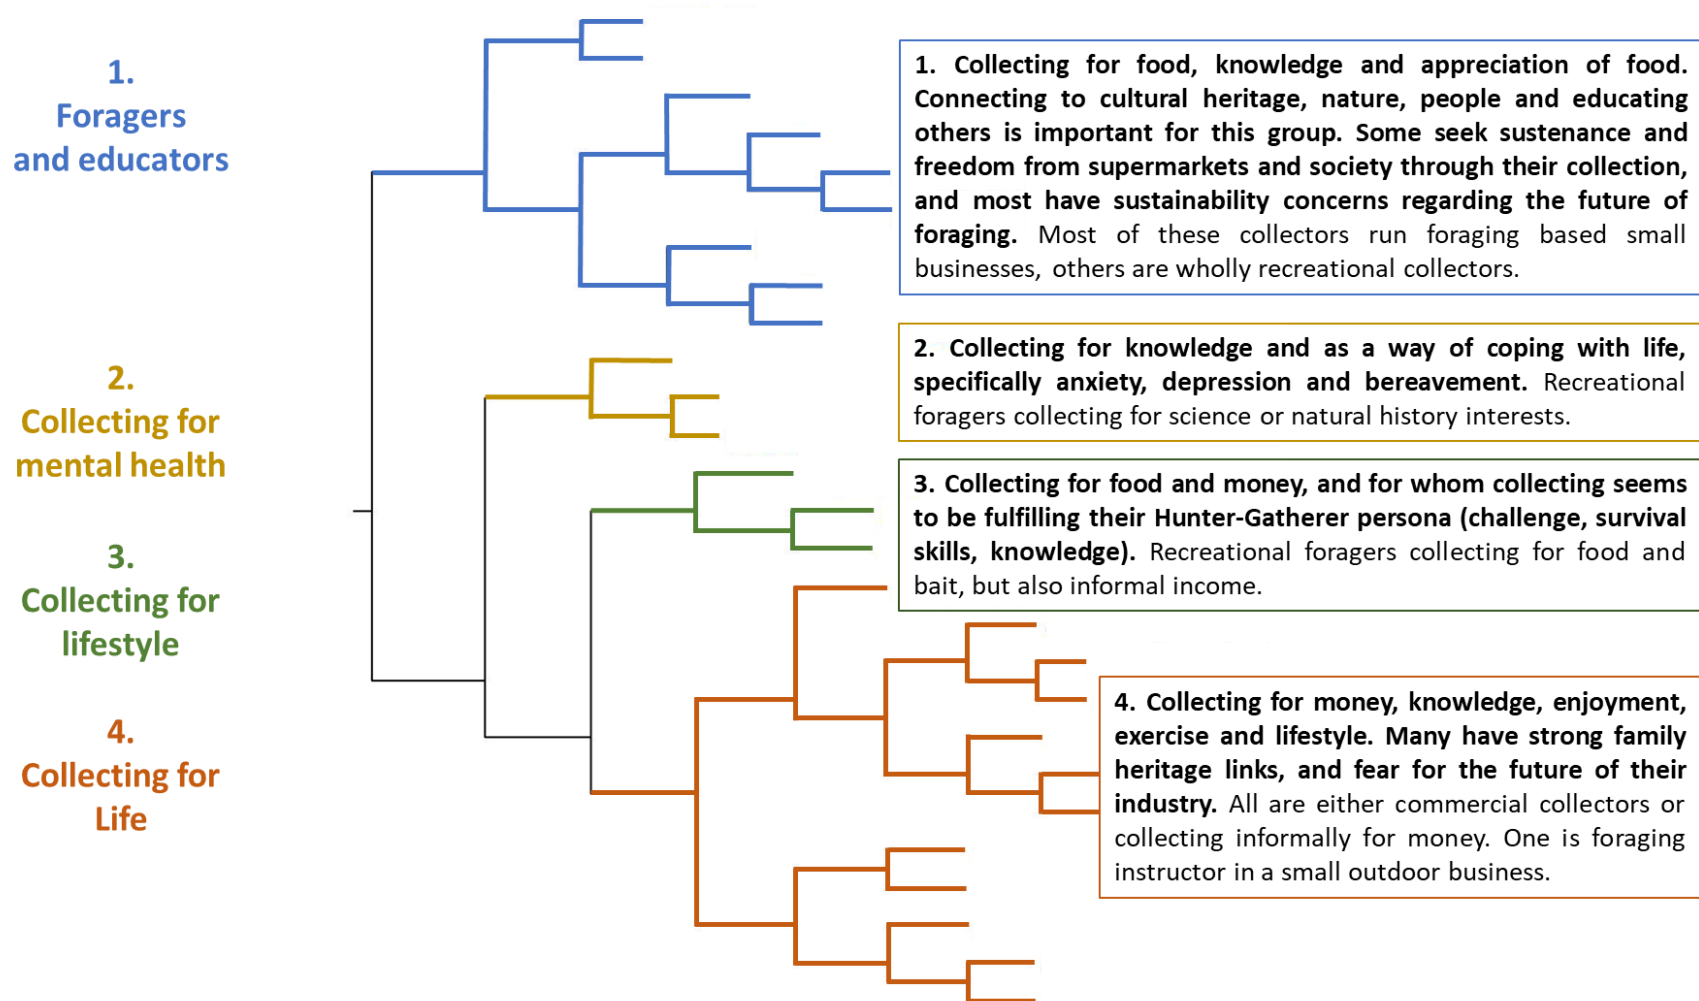 1.
Foragers
and educators
1. Collecting for food, knowledge and appreciation of food.
Connecting to cultural heritage, nature, people and educating
others is important for this group. Some seek sustenance and
freedom from supermarkets and society through their collection,
and most have sustainability concerns regarding the future of
foraging. Most of these collectors run foraging based small
businesses, others are wholly recreational collectors.
2.
Collecting for
mental health
2. Collecting for knowledge and as a way of coping with life,
specifically anxiety, depression and bereavement. Recreational
foragers collecting for science or natural history interests.
3.
Collecting for
lifestyle
3. Collecting for food and money, and for whom collecting seems
to be fulfilling their Hunter-Gatherer persona (challenge, survival
skills, knowledge). Recreational foragers collecting for food and
bait, but also informal income.
4.
Collecting for
Life
4. Collecting for money, knowledge, enjoyment,
exercise and lifestyle. Many have strong family
heritage links, and fear for the future of their
industry. All are either commercial collectors or
collecting informally for money. One is foraging
instructor in a small outdoor business.